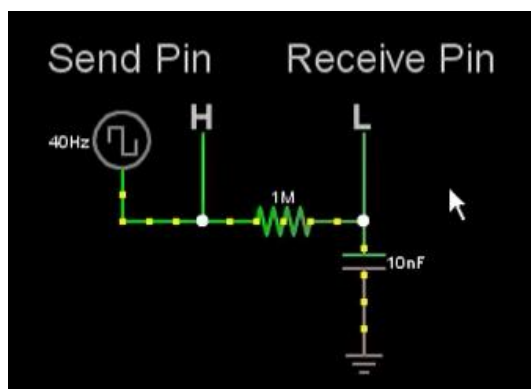 Send Pin Receive Pin
H L
40Hz
1M
10nF